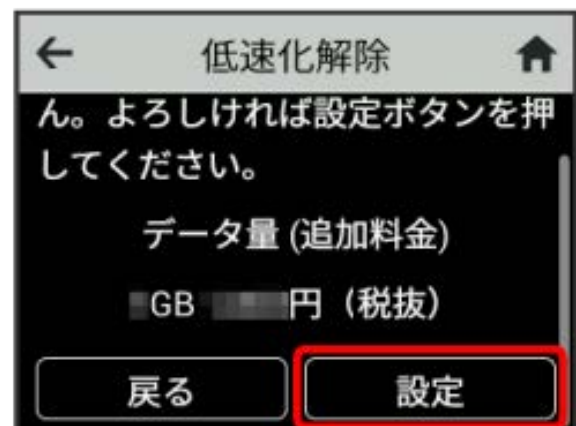 低速化解除
ん。よろしければ設定ボタンを押
してください。
データ量 (追加料金)
GB 円（税抜）
戻る 設定